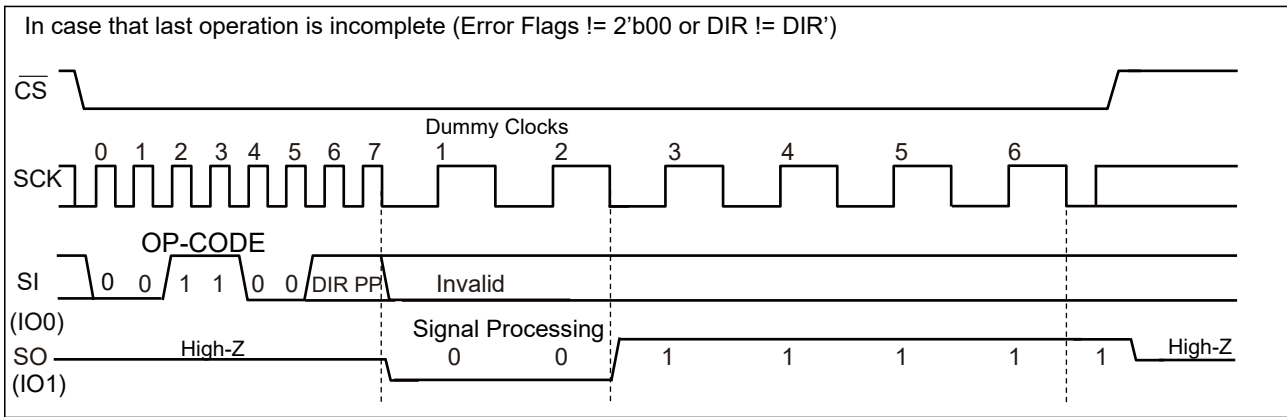 In case that last operation is incomplete (Error Flags != 2'b00 or DIR != DIR’)
CS
Dummy Clocks
0 1 2 3 4 5 6 7 1 2 3 4 5 6
SCK
OP-CODE
SI 0 0 1 1 0 0 DIR PP Invalid
(IO0)
Signal Processing
SO High-Z 0 0 1 1 1 1 1 High-Z
(IO1)